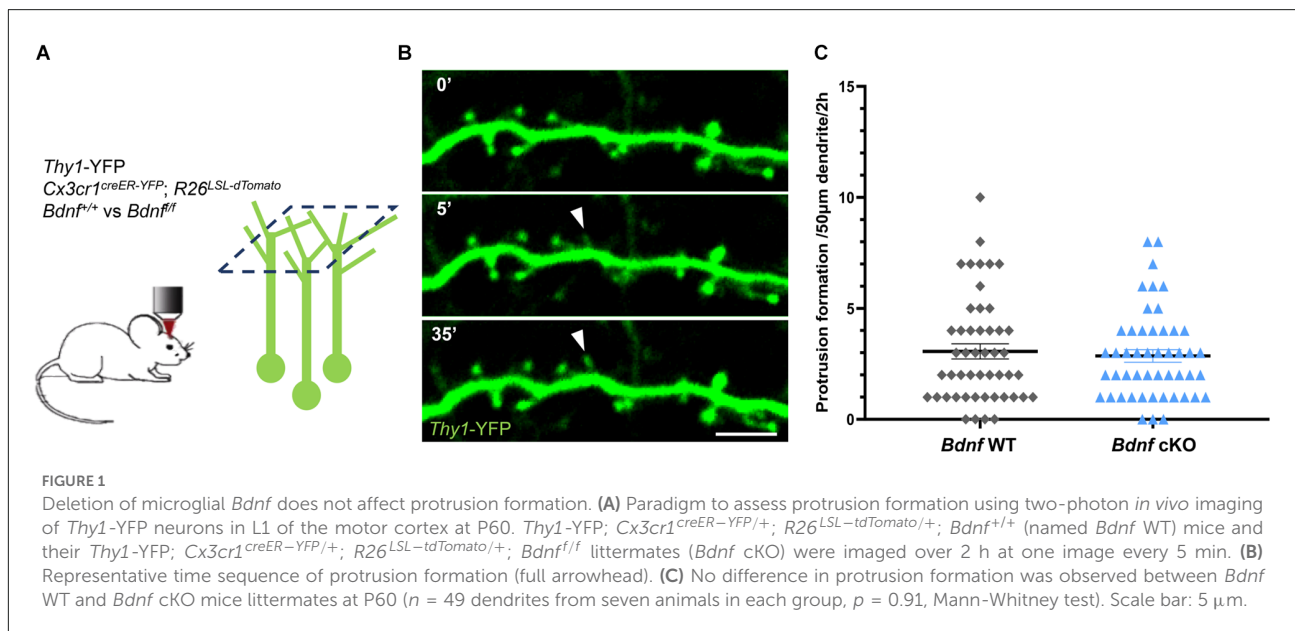 A
Thy1-YFP
Cx3cr1creER-YFP; R26LSL-dTomato
Bdnf+/+ vs Bdnff/f
B
0'
5'
35'
Thy1-YFP
C
Protrusion formation /50μm dendrite/2h
15
10
5
0
Bdnf WT
Bdnf cKO
FIGURE 1
Deletion of microglial Bdnf does not affect protrusion formation. (A) Paradigm to assess protrusion formation using two-photon in vivo imaging
of Thy1-YFP neurons in L1 of the motor cortex at P60. Thy1-YFP; Cx3cr1creER−YFP/+; R26LSL−tdTomato/+; Bdnf+/+ (named Bdnf WT) mice and
their Thy1-YFP; Cx3cr1creER−YFP/+; R26LSL−tdTomato/+; Bdnff/f littermates (Bdnf cKO) were imaged over 2 h at one image every 5 min. (B)
Representative time sequence of protrusion formation (full arrowhead). (C) No difference in protrusion formation was observed between Bdnf
WT and Bdnf cKO mice littermates at P60 (n = 49 dendrites from seven animals in each group, p = 0.91, Mann-Whitney test). Scale bar: 5 μm.